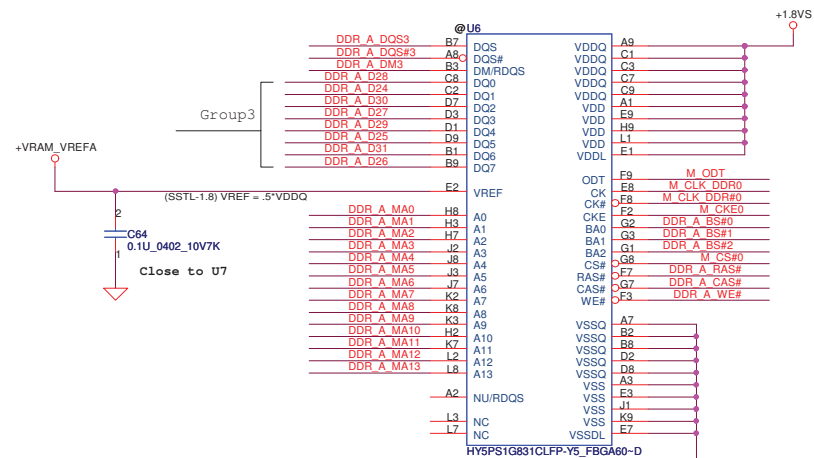 +1.8VS
@U6
DDR_A_DQS3 B7 DQS VDDQ A9
DDR_A_DQS#3 A8 DQS# VDDQ C1
DDR_A_DM3 B3 DM/RDQS VDDQ C3
DDR_A_D28 C8 DQ0 VDDQ C7
DDR_A_D24 C2 DQ1 VDDQ C9
DDR_A_D30 D7 DQ2 VDD A1
DDR_A_D27 D3 DQ3 VDD E9
Group3
DDR_A_D29 D1 DQ4 VDD H9
DDR_A_D25 D9 DQ5 VDD L1
DDR_A_D31 B1 DQ6 VDDL E1
DDR_A_D26 B9 DQ7
+VRAM_VREFA
ODT F9 M_ODT
(SSTL-1.8) VREF = .5*VDDQ E2 VREF CK E8 M_CLK_DDR0
CK# F8 M_CLK_DDR#0
DDR_A_MA0 H8 A0 CKE F2 M_CKE0
DDR_A_MA1 H3 A1 BA0 G2 DDR_A_BS#0
DDR_A_MA2 H7 A2 BA1 G3 DDR_A_BS#1
DDR_A_MA3 J2 A3 BA2 G1 DDR_A_BS#2
DDR_A_MA4 J8 A4 CS# G8 M_CS#0
DDR_A_MA5 J3 A5 RAS# F7 DDR_A_RAS#
DDR_A_MA6 J7 A6 CAS# G7 DDR_A_CAS#
DDR_A_MA7 K2 A7 WE# F3 DDR_A_WE#
2
C64
0.1U_0402_10V7K
1
Close to U7
DDR_A_MA8 K8 A8
DDR_A_MA9 K3 A9 VSSQ A7
DDR_A_MA10 H2 A10 VSSQ B2
DDR_A_MA11 K7 A11 VSSQ B8
DDR_A_MA12 L2 A12 VSSQ D2
DDR_A_MA13 L8 A13 VSSQ D8
VSS A3
A2 NU/RDQS VSS E3
VSS J1
L3 NC VSS K9
L7 NC VSSDL E7
HY5PS1G831CLFP-Y5_FBGA60~D